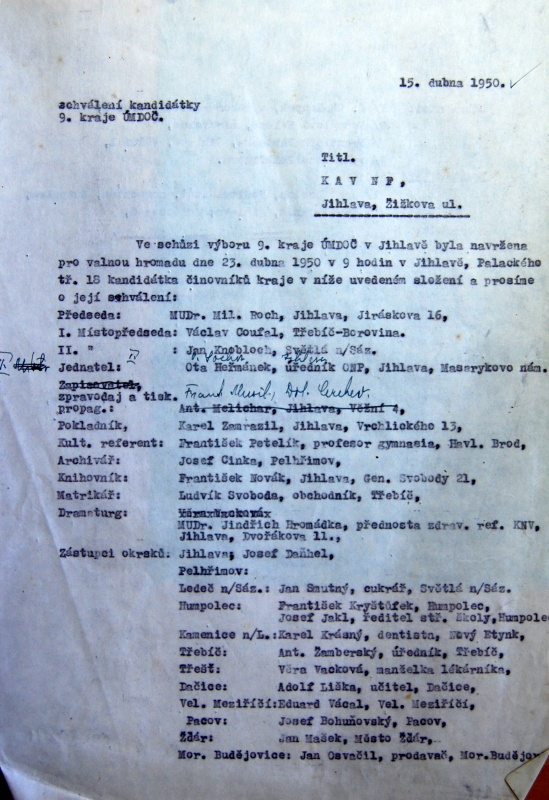 15. dubna 1950.
schválení kandidátky
9. kraje ÚMDOČ.
Titl.
K A V N F ,
Jihlava, Žižkova ul.
Ve schůzi výboru 9. kraje ÚMDOČ v Jihlavě byla navržena
pro valnou hromadu dne 23. dubna 1950 v 9 hodin v Jihlavě, Palackého
tř. 18 kandidátka činovníků kraje v níže uvedeném složení a prosíme
o její schválení:
Předseda: MUDr. Mil. Roch, Jihlava, Jiráskova 16,
I. Místopředseda: Václav Coufal, Třebíč-Borovina.
II. " : Jan Knobloch, Světlá n/Sáz.
Jednatel: Ota Heřmánek, úředník ONP, Jihlava, Masarykovo nám.
Zapisovatel,
zpravodaj a tisk. Frant. Musil,
propag.: Ant. Melichar, Jihlava, Věžní 4,
Pokladník, Karel Zamrazil, Jihlava, Vrchlického 13,
Kult. referent: František Petelík, profesor gymnasia, Havl. Brod,
Archivář: Josef Cinka, Pelhřimov,
Knihovník: František Novák, Jihlava, Gen. Svobody 21,
Matrikář: Ludvík Svoboda, obchodník, Třebíč,
Dramaturg:
MUDr. Jindřich Hromádka, přednosta zdrav. ref. KNV,
Jihlava, Dvořákova 11.,
Zástupci okrsků: Jihlava, Josef Daňhel,
Pelhřimov:
Ledeč n/Sáz.: Jan Smutný, cukrář, Světlá n/Sáz.
Humpolec: František Kryštůfek, Humpolec,
Josef Jakl, ředitel stř. školy, Humpolec
Kamenice n/L.: Karel Krásný, dentista, Nový Etynk,
Třebíč: Ant. Žamberský, úředník, Třebíč,
Třešť: Věra Vacková, manželka lékárníka,
Dačice: Adolf Liška, učitel, Dačice,
Vel. Meziříčí: Eduard Vácal, Vel. Meziříčí,
Pacov: Josef Bohuňovský, Pacov,
Ždár: Jan Mašek, Město Ždár,
Mor. Budějovice: Jan Osvačil, prodavač, Mor.Budějo